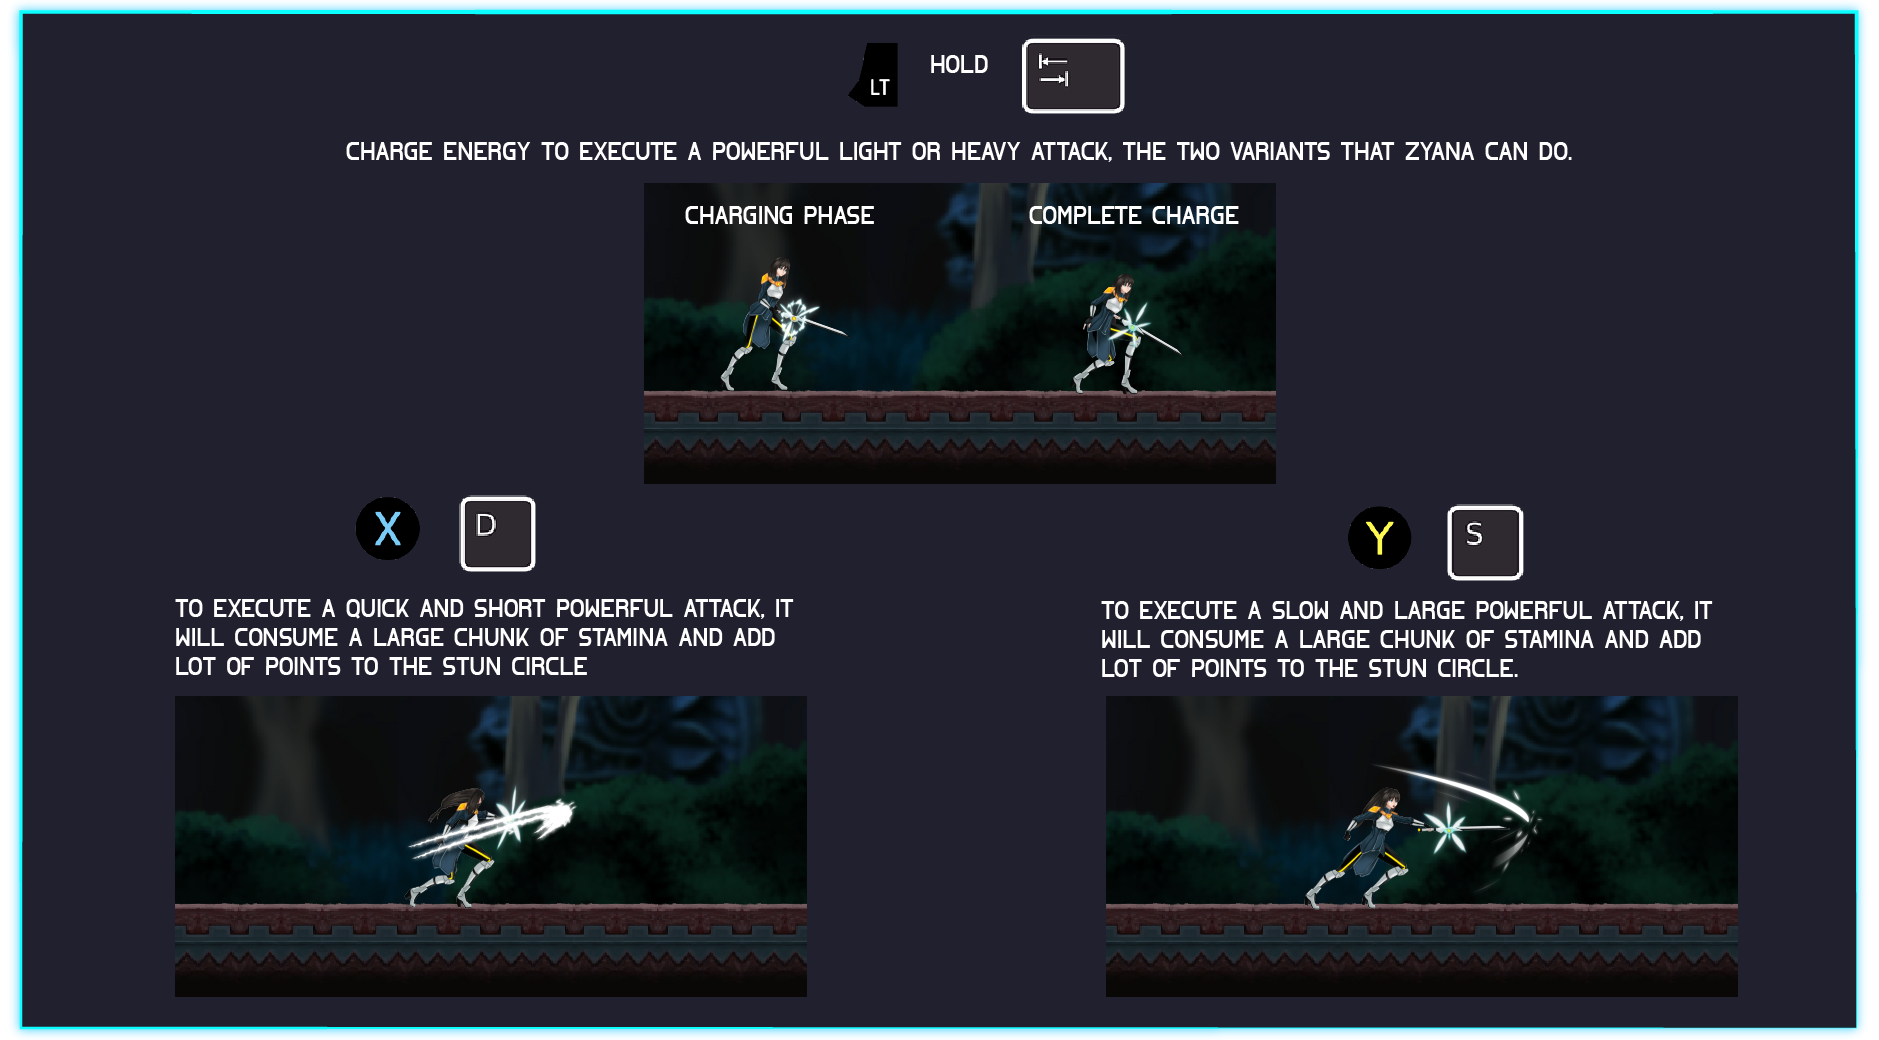 LT HOLD
CHARGE ENERGY TO EXECUTE A POWERFUL LIGHT OR HEAVY ATTACK, THE TWO VARIANTS THAT ZYANA CAN DO.
CHARGING PHASE
COMPLETE CHARGE
X D
TO EXECUTE A QUICK AND SHORT POWERFUL ATTACK, IT
WILL CONSUME A LARGE CHUNK OF STAMINA AND ADD
LOT OF POINTS TO THE STUN CIRCLE
Y S
TO EXECUTE A SLOW AND LARGE POWERFUL ATTACK, IT
WILL CONSUME A LARGE CHUNK OF STAMINA AND ADD
LOT OF POINTS TO THE STUN CIRCLE.